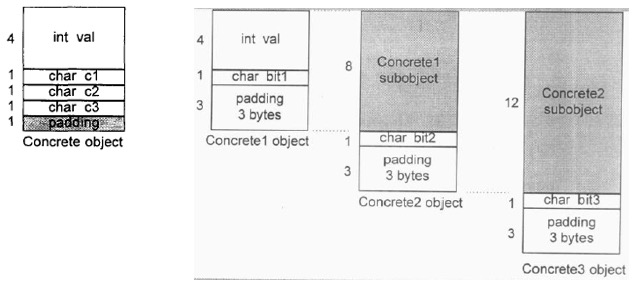 4
int val
1
char c1
1
char c2
1
char c3
1
padding
Concrete object
4
int val
1
char bit1
3
padding
3 bytes
Concrete1 object
8
Concrete1
subobject
1
char bit2
3
padding
3 bytes
Concrete2 object
12
Concrete2
subobject
1
char bit3
3
padding
3 bytes
Concrete3 object